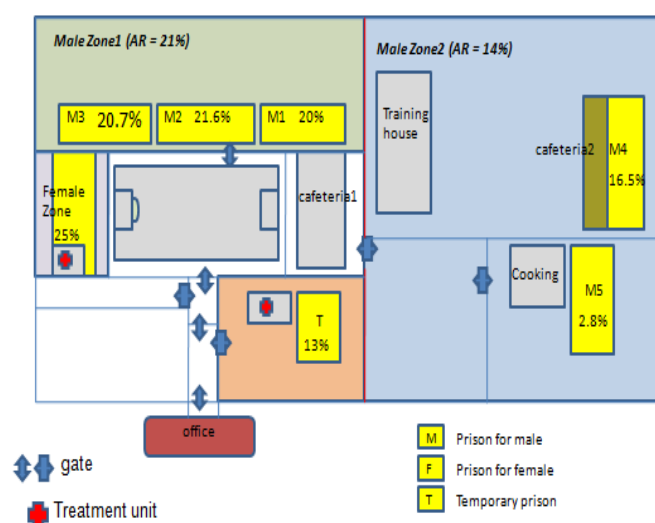 Male Zone1 (AR = 21%)
Male Zone2 (AR = 14%)
M3 20.7%
M2 21.6%
M1 20%
Training
house
cafeteria2
M4
16.5%
Female
Zone
25%
cafeteria1
Cooking
M5
2.8%
T
13%
office
gate
Treatment unit
M Prison for male
F Prison for female
T Temporary prison